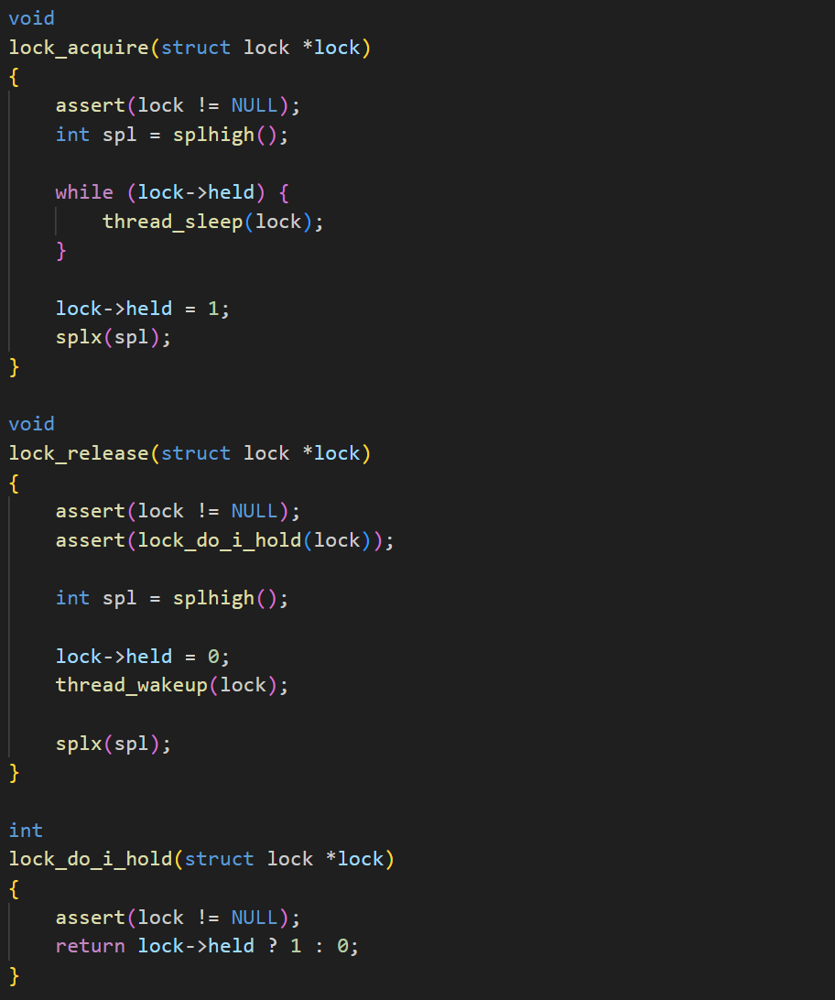 void
lock_acquire(struct lock *lock)
{
    assert(lock != NULL);
    int spl = splhigh();

    while (lock->held) {
        thread_sleep(lock);
    }

    lock->held = 1;
    splx(spl);
}

void
lock_release(struct lock *lock)
{
    assert(lock != NULL);
    assert(lock_do_i_hold(lock));

    int spl = splhigh();

    lock->held = 0;
    thread_wakeup(lock);

    splx(spl);
}

int
lock_do_i_hold(struct lock *lock)
{
    assert(lock != NULL);
    return lock->held ? 1 : 0;
}